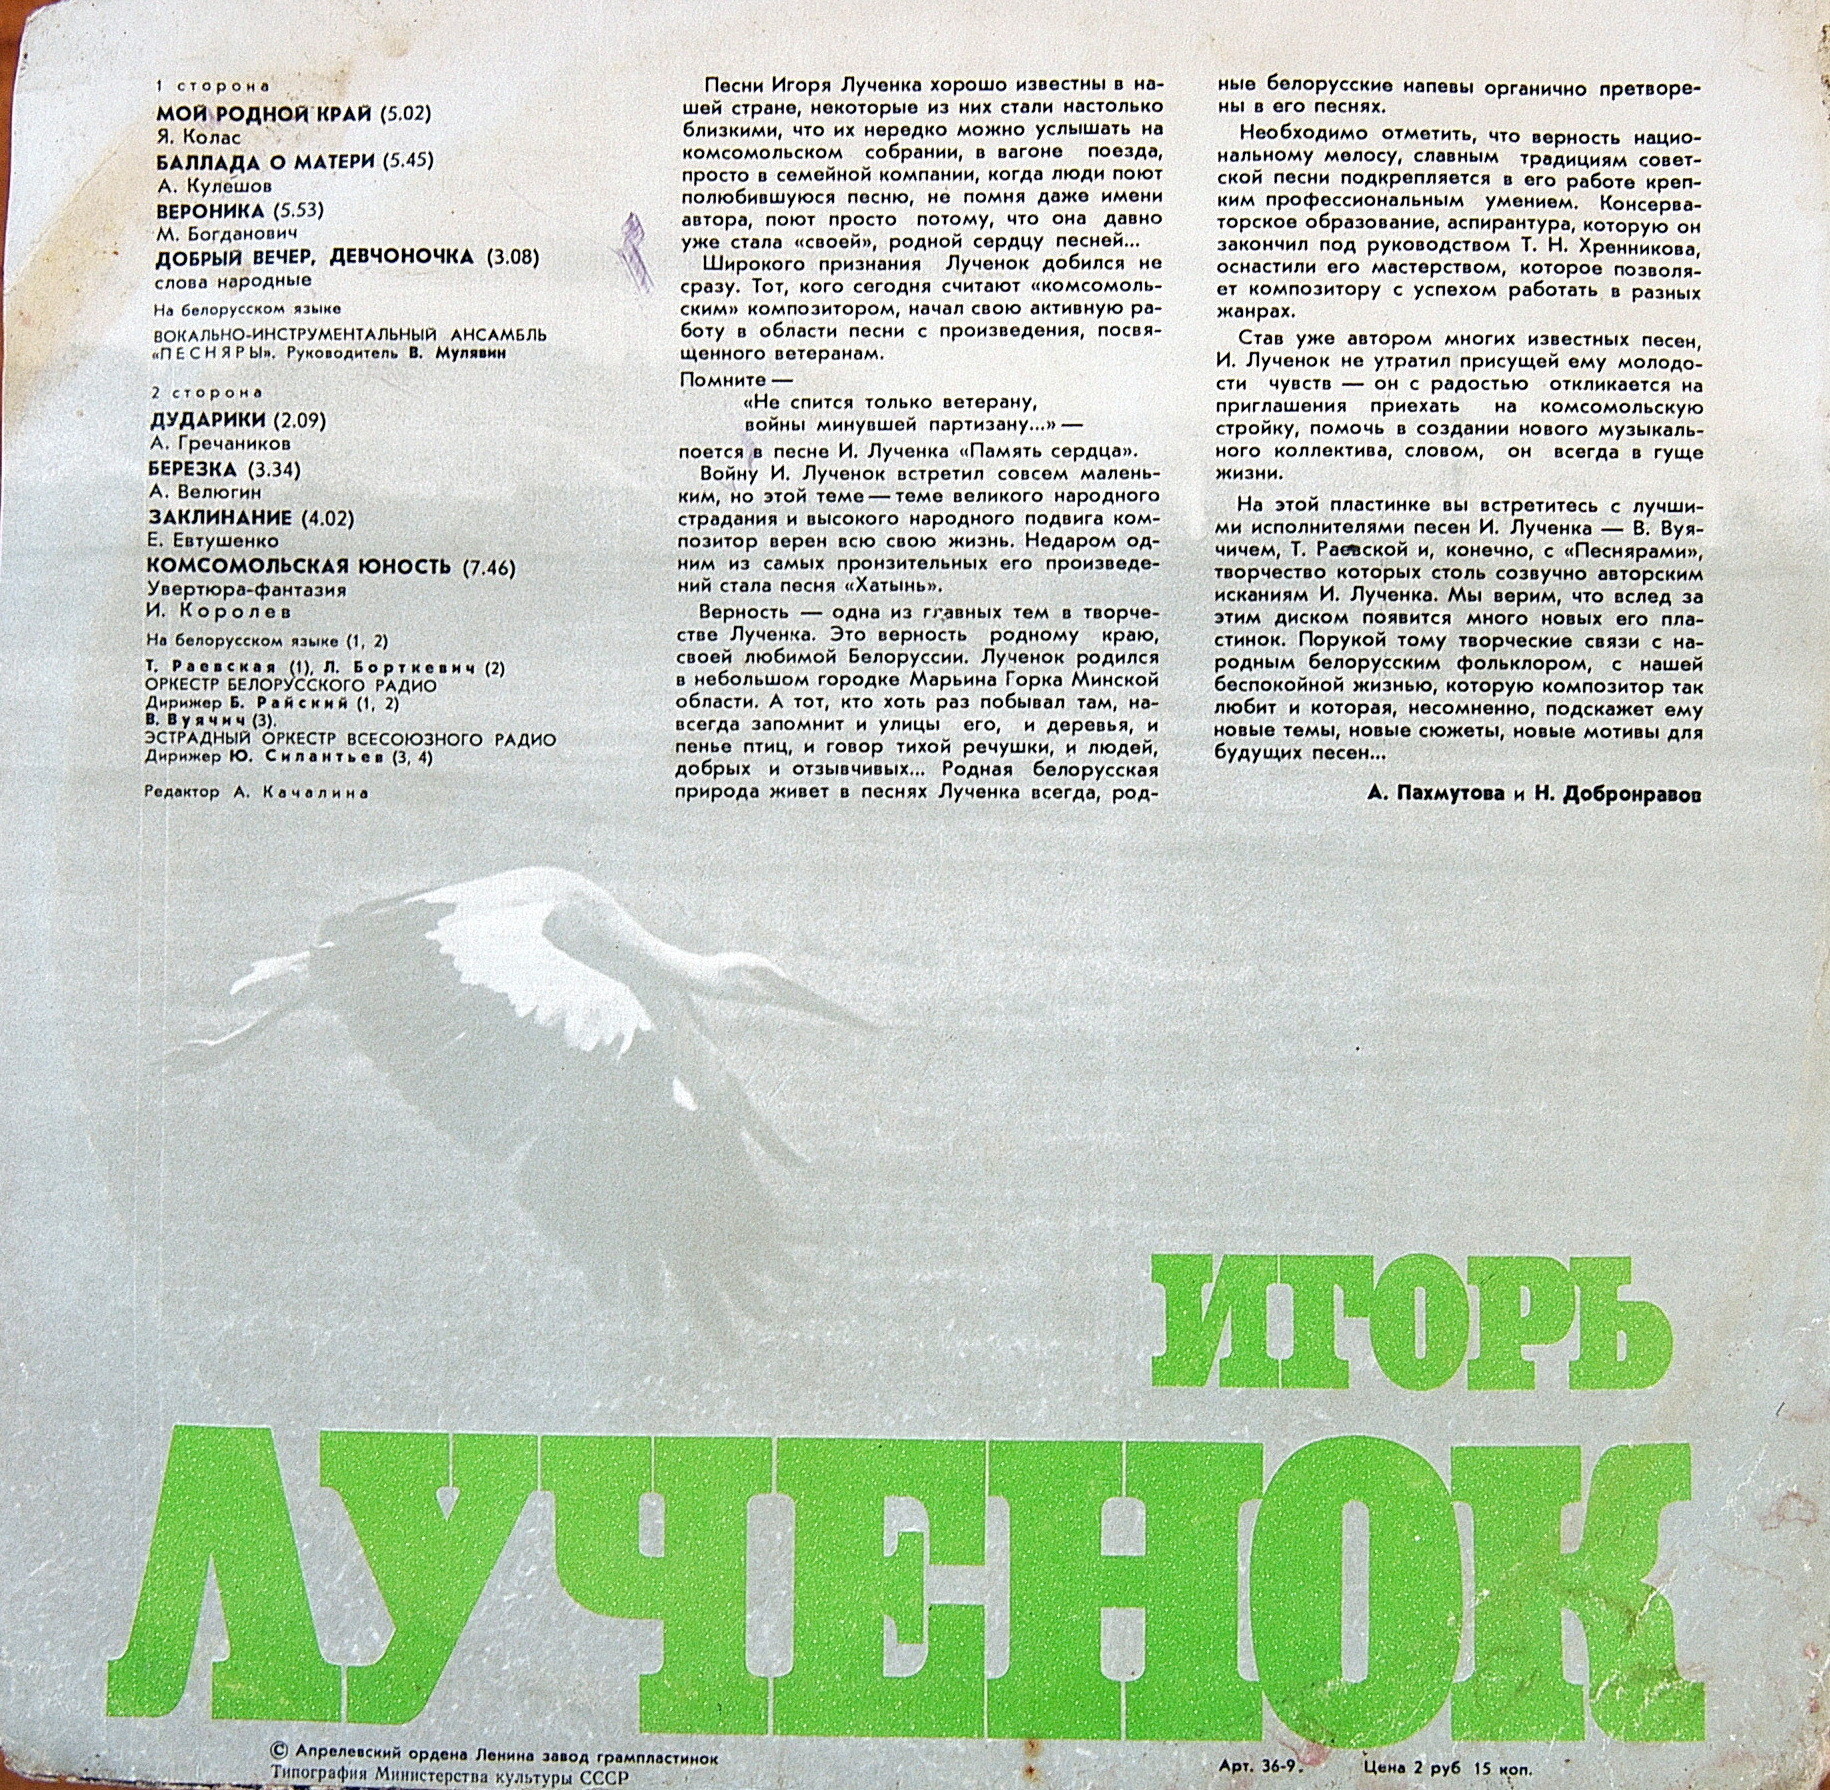 1 сторона
МОЙ РОДНОЙ КРАЙ (5.02)
Я. Колас
БАЛЛАДА О МАТЕРИ (5.45)
А. Кулешов
ВЕРОНИКА (5.53)
М. Богданович
ДОБРЫЙ ВЕЧЕР, ДЕВЧОНОЧКА (3.08)
слова народные
На белорусском языке
ВОКАЛЬНО-ИНСТРУМЕНТАЛЬНЫЙ АНСАМБЛЬ
«ПЕСНЯРЫ». Руководитель В. Мулявин
2 сторона
ДУДАРИКИ (2.09)
А. Гречаников
БЕРЕЗКА (3.34)
А. Велюгин
ЗАКЛИНАНИЕ (4.02)
Е. Евтушенко
КОМСОМОЛЬСКАЯ ЮНОСТЬ (7.46)
Увертюра-фантазия
И. Королев
На белорусском языке (1, 2)
Т. Раевская (1), Л. Борткевич (2)
ОРКЕСТР БЕЛОРУССКОГО РАДИО
Дирижер Б. Райский (1, 2)
В. Вуячич (3).
ЭСТРАДНЫЙ ОРКЕСТР ВСЕСОЮЗНОГО РАДИО
Дирижер Ю. Силантьев (3, 4)
Редактор А. Качалина
Песни Игоря Лученка хорошо известны в на-
шей стране, некоторые из них стали настолько
близкими, что их нередко можно услышать на
комсомольском собрании, в вагоне поезда,
просто в семейной компании, когда люди поют
полюбившуюся песню, не помня даже имени
автора, поют просто потому, что она давно
уже стала «своей», родной сердцу песней...
Широкого признания Лученок добился не
сразу. Тот, кого сегодня считают «комсомоль-
ским» композитором, начал свою активную ра-
боту в области песни с произведения, посвя-
щенного ветеранам.
Помните —
«Не спится только ветерану,
войны минувшей партизану...» —
поется в песне И. Лученка «Память сердца».
Войну И. Лученок встретил совсем малень-
ким, но этой теме — теме великого народного
страдания и высокого народного подвига ком-
позитор верен всю свою жизнь. Недаром од-
ним из самых пронзительных его произведе-
ний стала песня «Хатынь».
Верность — одна из главных тем в творче-
стве Лученка. Это верность родному краю,
своей любимой Белоруссии. Лученок родился
в небольшом городке Марьина Горка Минской
области. А тот, кто хоть раз побывал там, на-
всегда запомнит и улицы его, и деревья, и
пенье птиц, и говор тихой речушки, и людей,
добрых и отзывчивых... Родная белорусская
природа живет в песнях Лученка всегда, род-
ные белорусские напевы органично претворе-
ны в его песнях.
Необходимо отметить, что верность нацио-
нальному мелосу, славным традициям совет-
ской песни подкрепляется в его работе креп-
ким профессиональным умением. Консерва-
торское образование, аспирантура, которую он
закончил под руководством Т. Н. Хренникова,
оснастили его мастерством, которое позволя-
ет композитору с успехом работать в разных
жанрах.
Став уже автором многих известных песен,
И. Лученок не утратил присущей ему молодо-
сти чувств — он с радостью откликается на
приглашения приехать на комсомольскую
стройку, помочь в создании нового музыкаль-
ного коллектива, словом, он всегда в гуще
жизни.
На этой пластинке вы встретитесь с лучши-
ми исполнителями песен И. Лученка — В. Вуя-
чичем, Т. Раевской и, конечно, с «Песнярами»,
творчество которых столь созвучно авторским
исканиям И. Лученка. Мы верим, что вслед за
этим диском появится много новых его пла-
стинок. Порукой тому творческие связи с на-
родным белорусским фольклором, с нашей
беспокойной жизнью, которую композитор так
любит и которая, несомненно, подскажет ему
новые темы, новые сюжеты, новые мотивы для
будущих песен...
А. Пахмутова и Н. Добронравов
ИГОРЬ
ЛУЧЕНОК
© Апрелевский ордена Ленина завод грампластинок
Типография Министерства культуры СССР
Арт. 36-9. Цена 2 руб 15 коп.